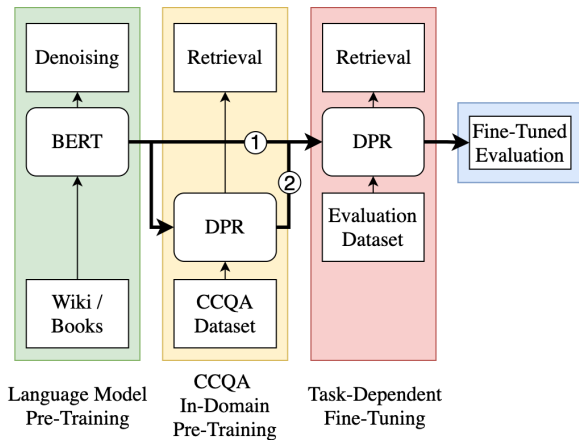 Denoising
BERT
Wiki /
Books
Language Model
Pre-Training
Retrieval
1
2
DPR
CCQA
Dataset
CCQA
In-Domain
Pre-Training
Retrieval
DPR
Evaluation
Dataset
Task-Dependent
Fine-Tuning
Fine-Tuned
Evaluation